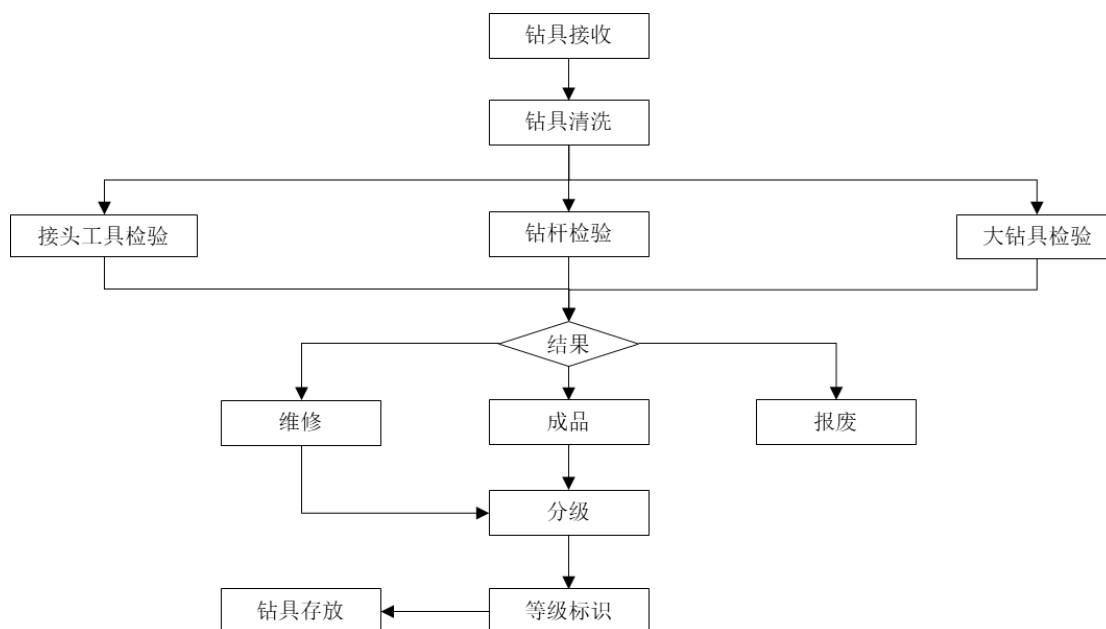 钻具接收
钻具清洗
接头工具检验
钻杆检验
大钻具检验
结果
维修
成品
报废
分级
钻具存放
等级标识